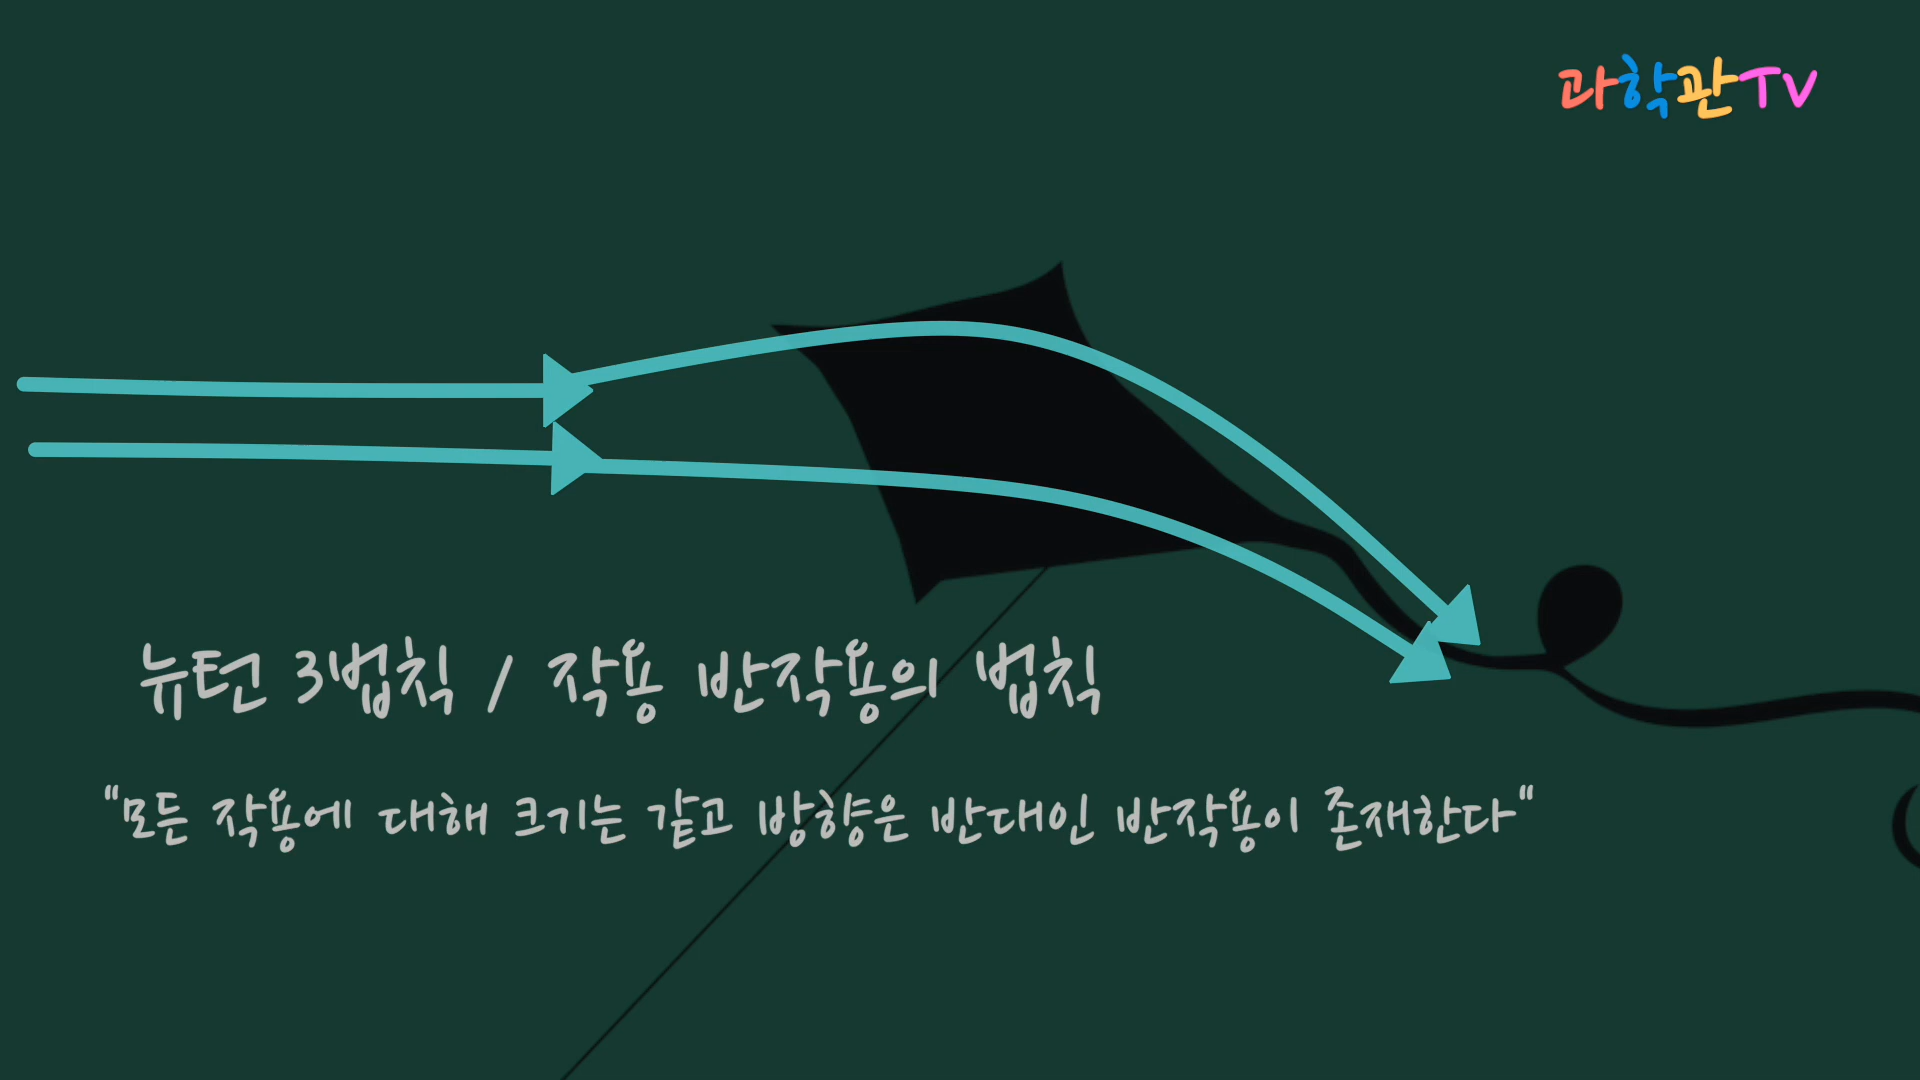 과학관TV
뉴턴 3법칙 / 작용 반작용의 법칙
"모든 작용에 대해 크기는 같고 방향은 반대인 반작용이 존재한다"